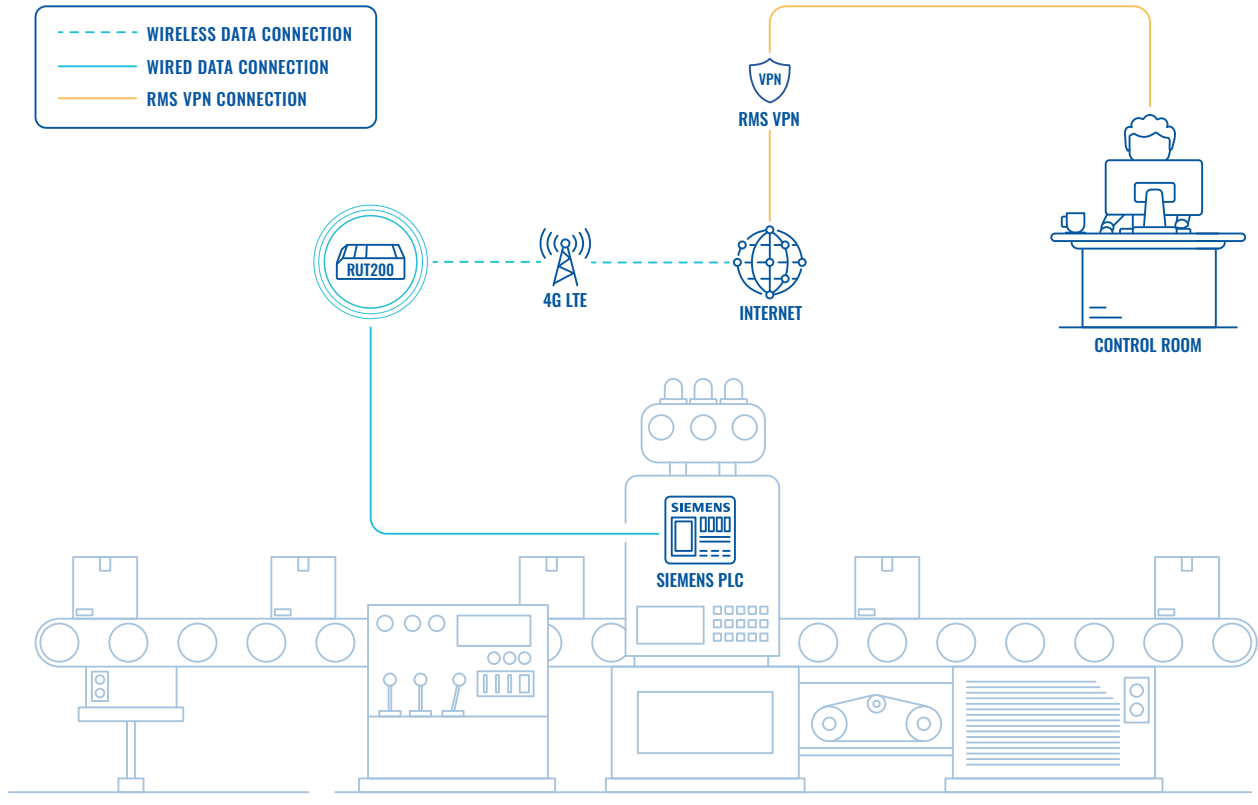 WIRELESS DATA CONNECTION
WIRED DATA CONNECTION
RMS VPN CONNECTION
VPN
RMS VPN
RUT200
4G LTE
INTERNET
CONTROL ROOM
SIEMENS
SIEMENS PLC